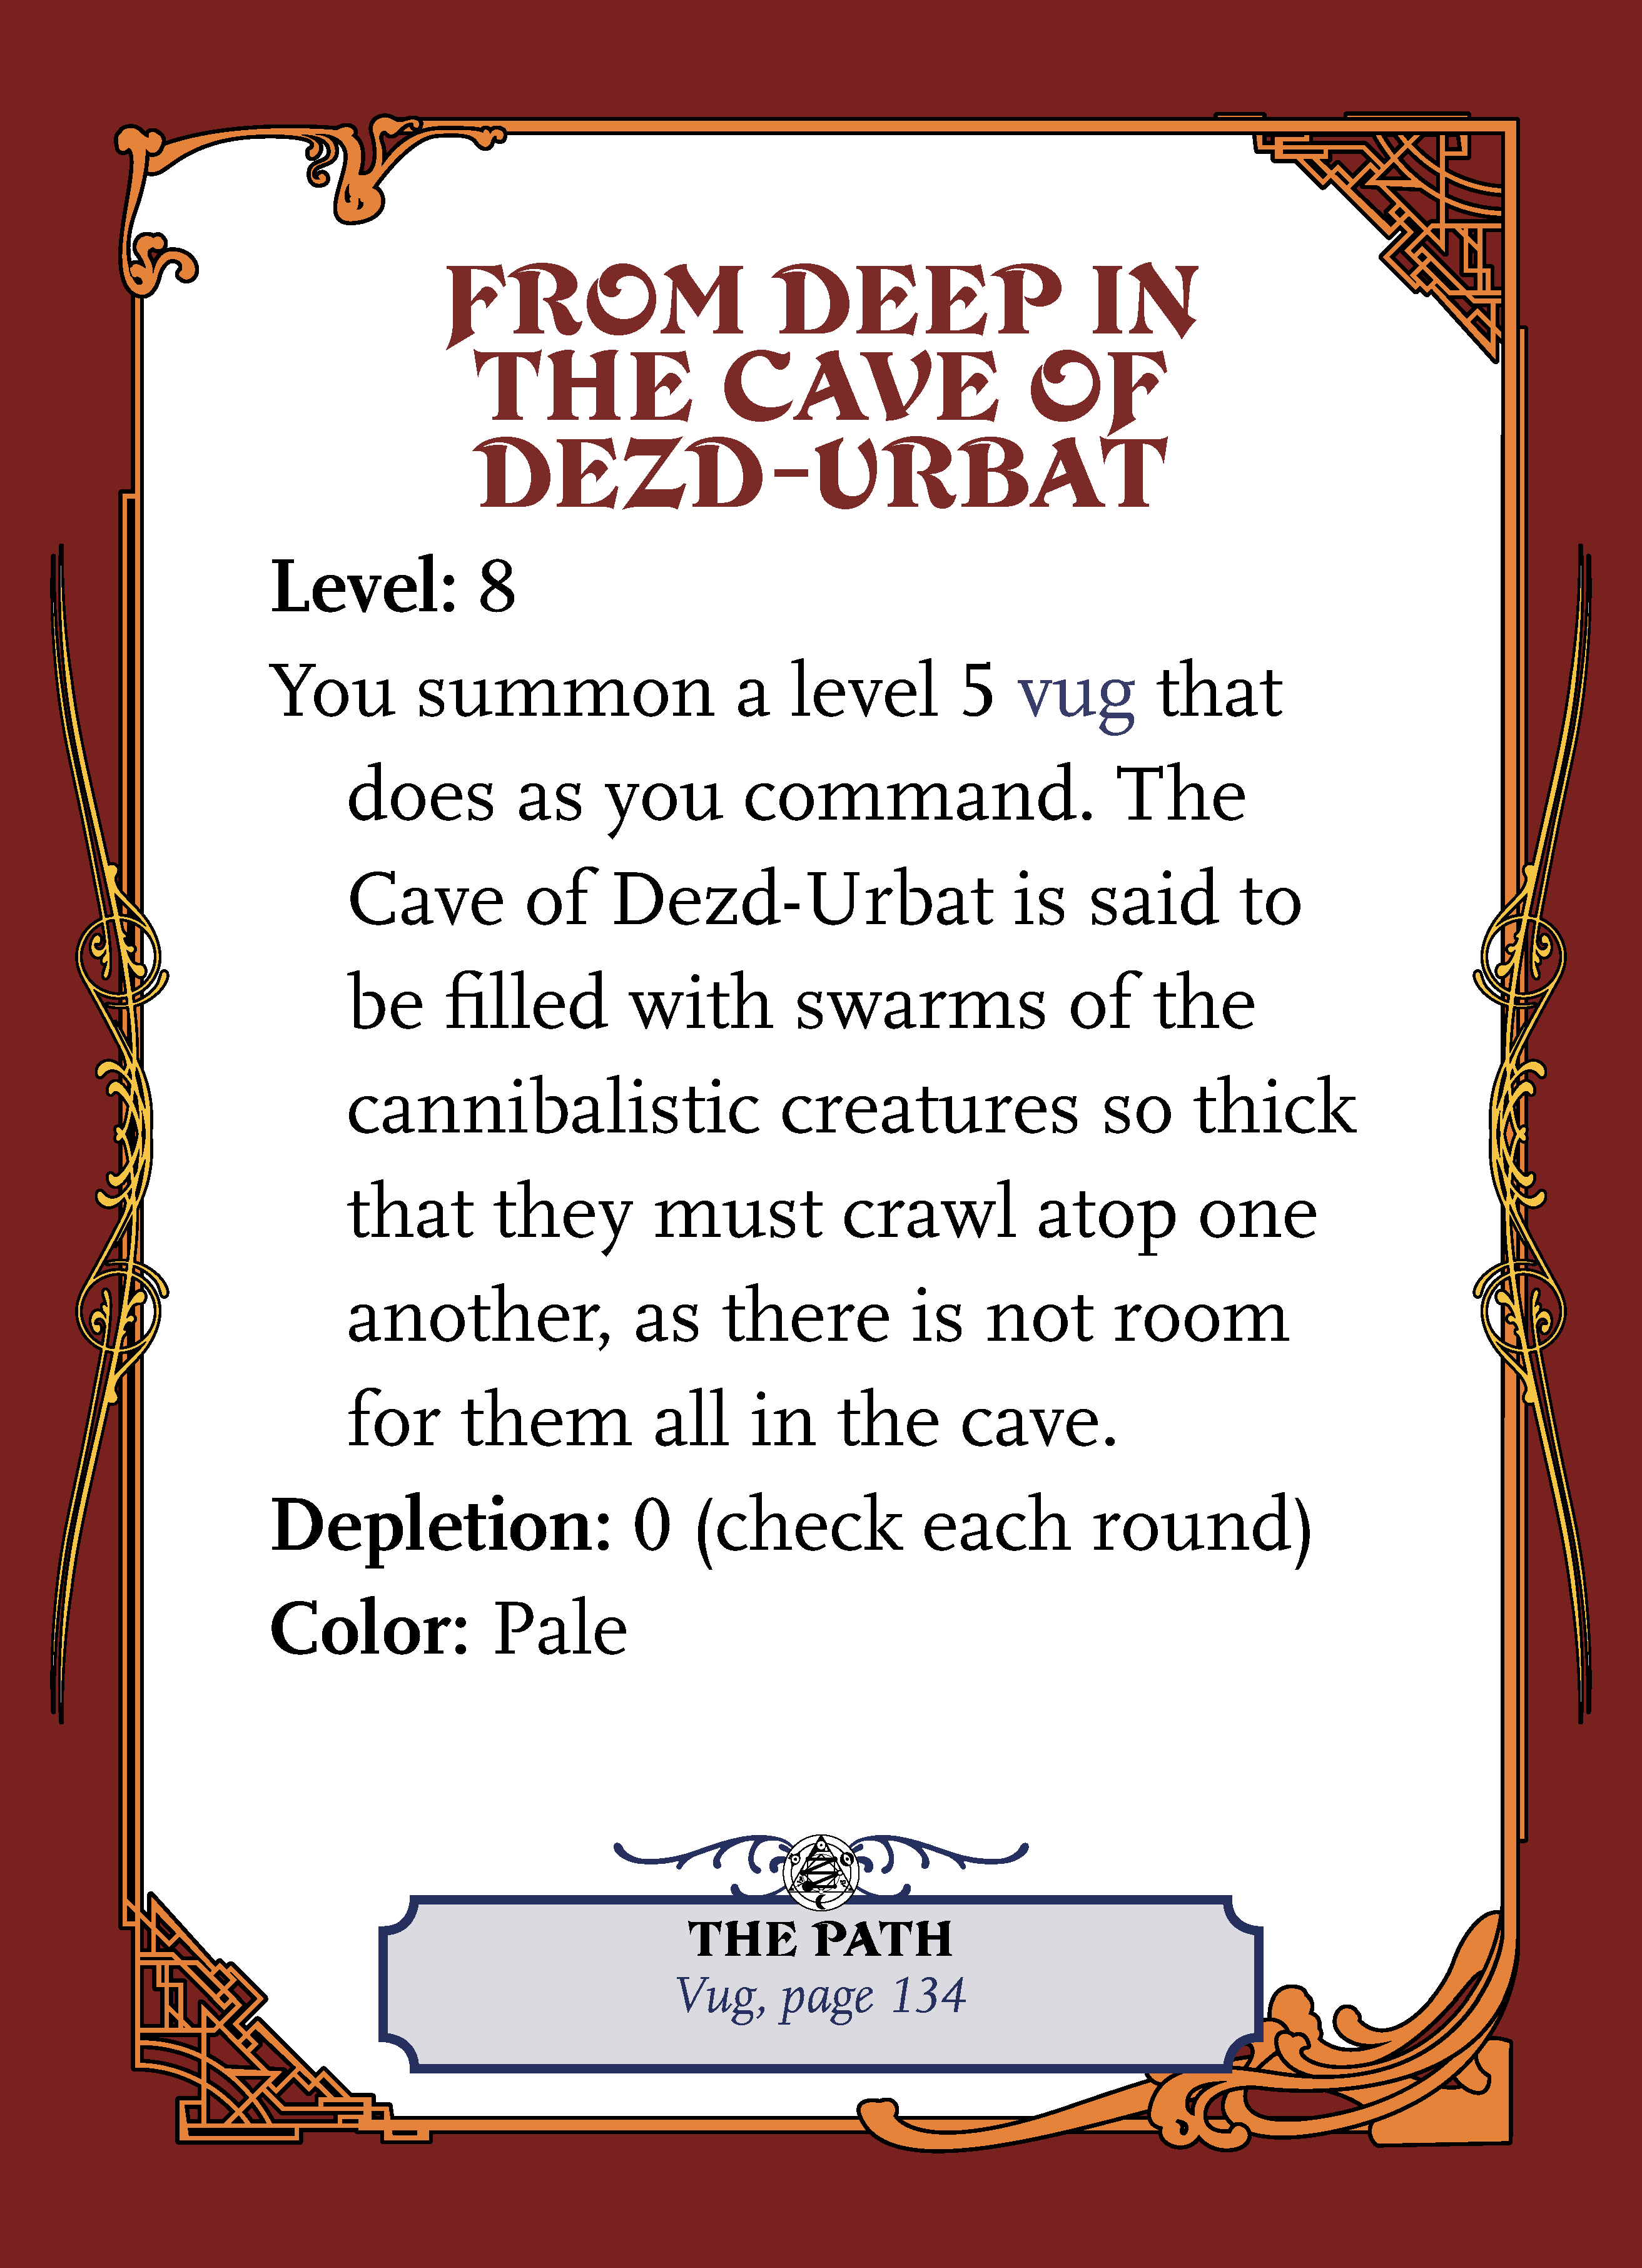 FROM DEEP IN
THE CAVE OF
DEZD-URBAT
Level: 8
You summon a level 5 vug that
does as you command. The
Cave of Dezd-Urbat is said to
be filled with swarms of the
cannibalistic creatures so thick
that they must crawl atop one
another, as there is not room
for them all in the cave.
Depletion: 0 (check each round)
Color: Pale
THE PATH
Vug, page 134